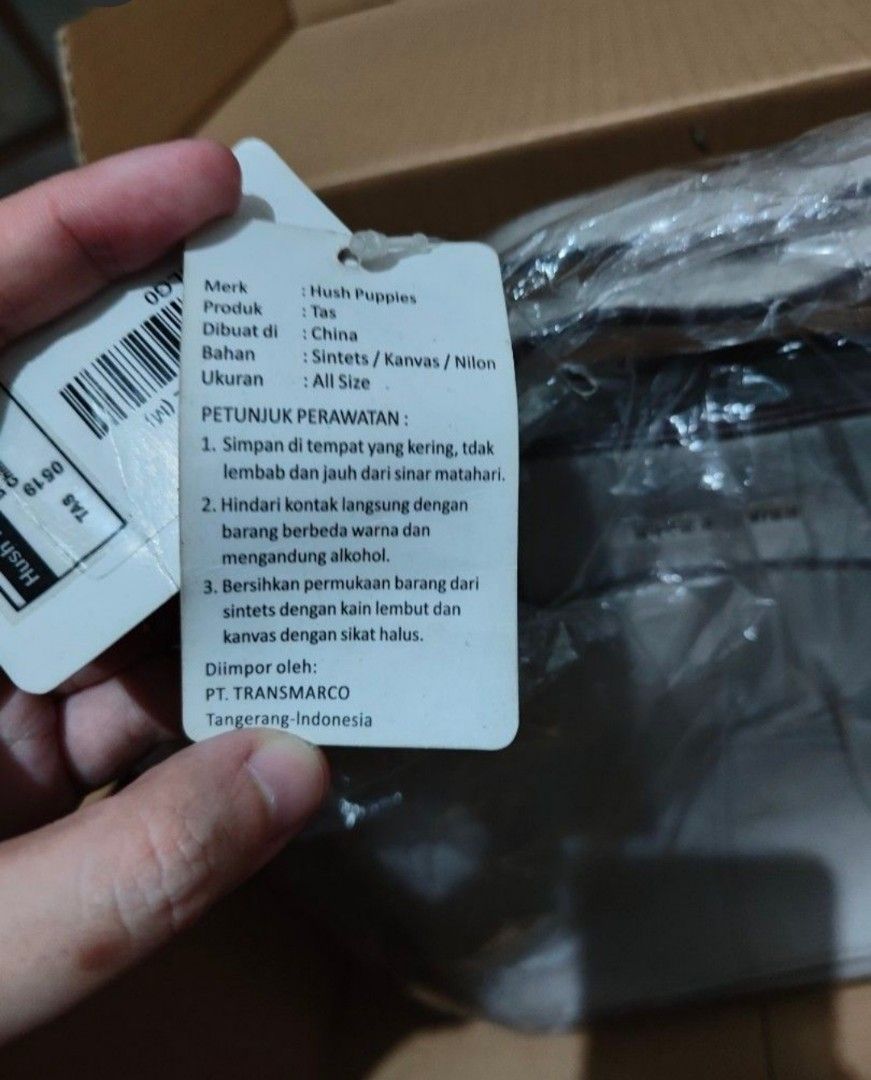 Merk : Hush Puppies
Produk : Tas
Dibuat di : China
Bahan : Sintets / Kanvas / Nilon
Ukuran : All Size
PETUNJUK PERAWATAN :
1. Simpan di tempat yang kering, tdak
lembab dan jauh dari sinar matahari.
2. Hindari kontak langsung dengan
barang berbeda warna dan
mengandung alkohol.
3. Bersihkan permukaan barang dari
sintets dengan kain lembut dan
kanvas dengan sikat halus.
Diimpor oleh:
PT. TRANSMARCO
Tangerang-Indonesia
TAS
0519
Hush